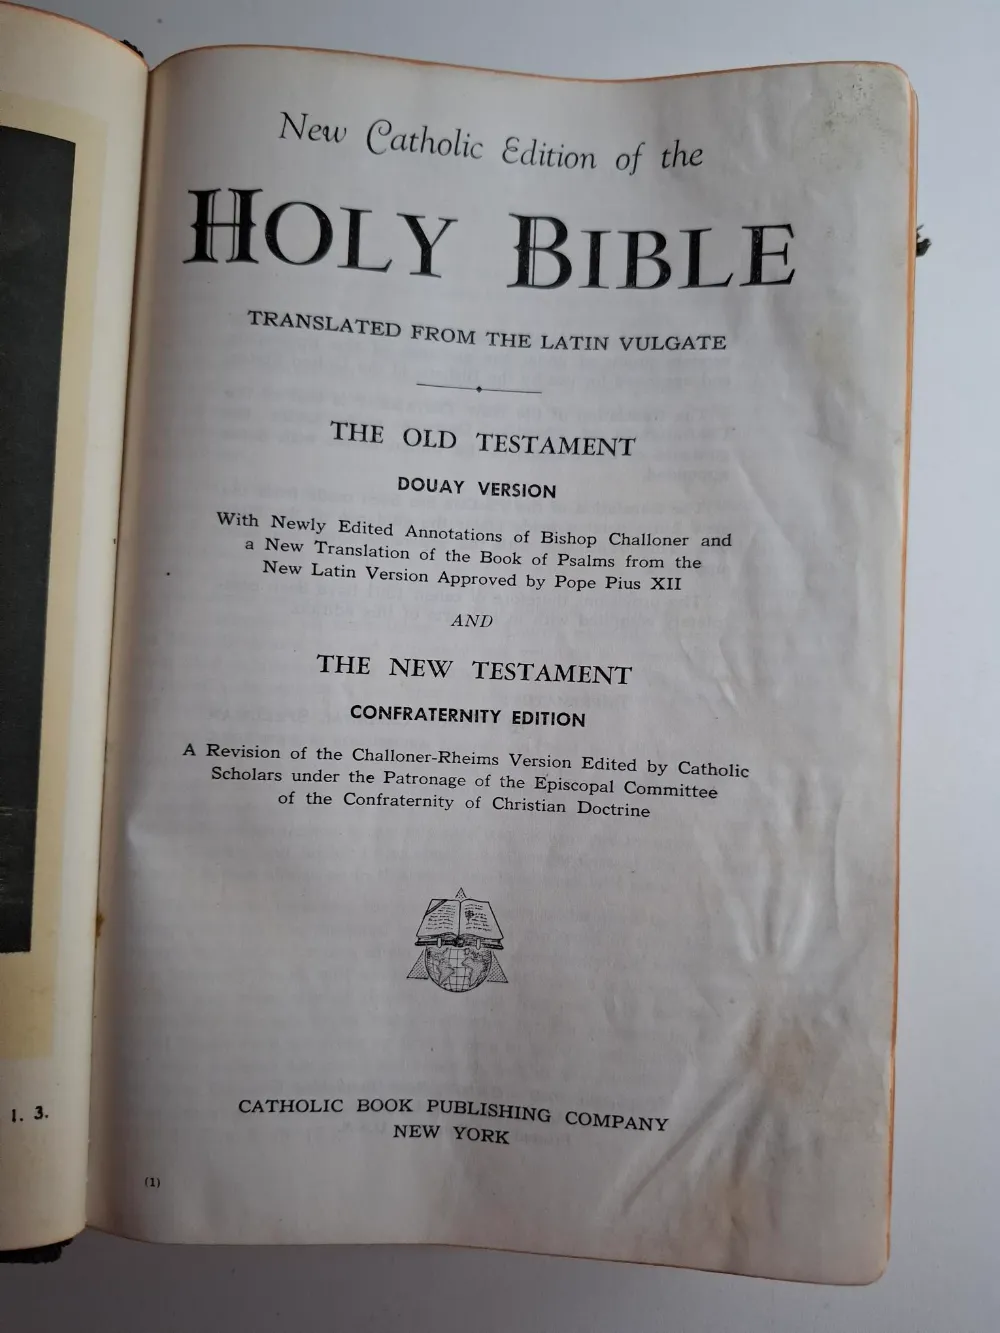 New Catholic Edition of the
HOLY BIBLE
TRANSLATED FROM THE LATIN VULGATE
THE OLD TESTAMENT
DOUAY VERSION
With Newly Edited Annotations of Bishop Challoner and
a New Translation of the Book of Psalms from the
New Latin Version Approved by Pope Pius XII
AND
THE NEW TESTAMENT
CONFRATERNITY EDITION
A Revision of the Challoner-Rheims Version Edited by Catholic
Scholars under the Patronage of the Episcopal Committee
of the Confraternity of Christian Doctrine
CATHOLIC BOOK PUBLISHING COMPANY
NEW YORK
(1)
1. 3.